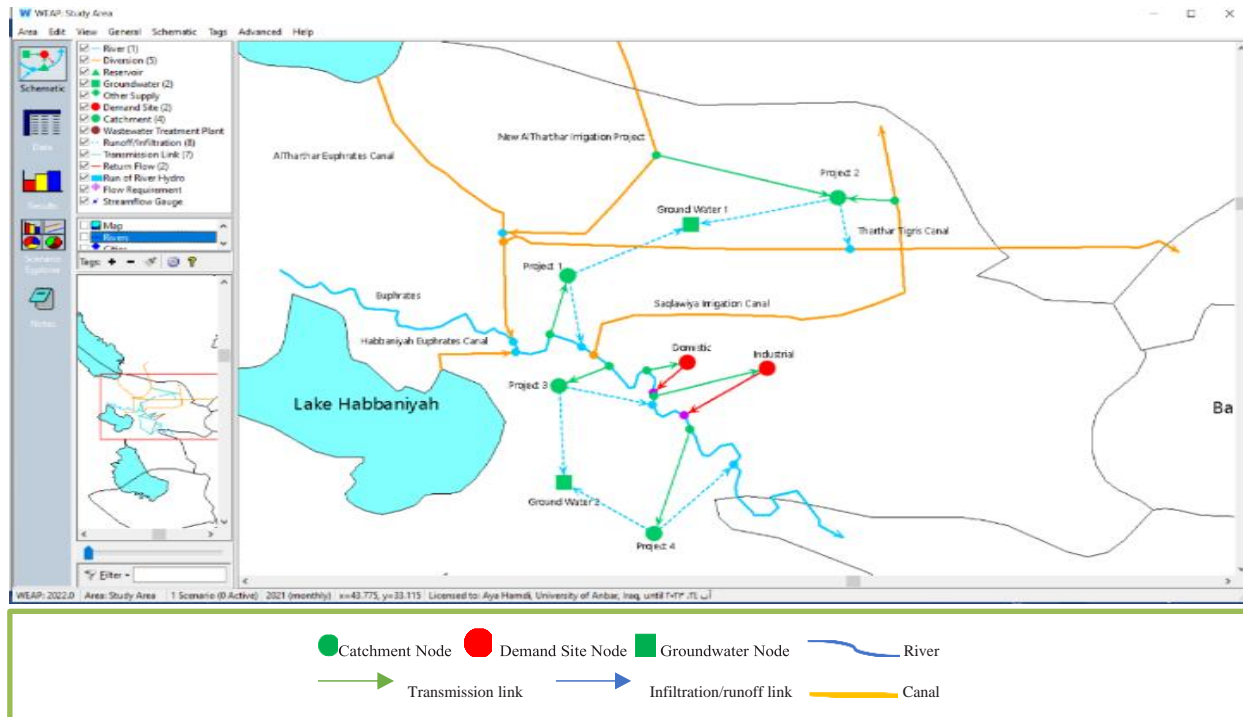 WEAP: Study Area
Area Edit View General Schematic Tags Advanced Help
Schematic
Data
Results
Scenario
Explorer
Notes
River (1)
Diversion (5)
Reservoir
Groundwater (2)
Other Supply
Demand Site (2)
Catchment (4)
Wastewater Treatment Plant
Runoff/Infiltration (8)
Transmission Link (7)
Return Flow (2)
Run of River Hydro
Flow Requirement
Streamflow Gauge
Map
Rivers
Cities
Tags:
Filter
New AlTharthar Irrigation Project
AlTharthar Euphrates Canal
Project 2
Ground Water 1
Tharthar Tigris Canal
Project 1
Euphrates
Saqlawiya Irrigation Canal
Habbaniyah Euphrates Canal
Domistic
Industrial
Project 3
Lake Habbaniyah
Ba
Ground Water 2
Project 4
WEAP: 2022.0 Area: Study Area 1 Scenario (0 Active) 2021 (monthly) x=43.775, y=33.115 Licensed to: Aya Hamdi, University of Anbar, Iraq, until
Catchment Node Demand Site Node Groundwater Node River
Transmission link Infiltration/runoff link Canal